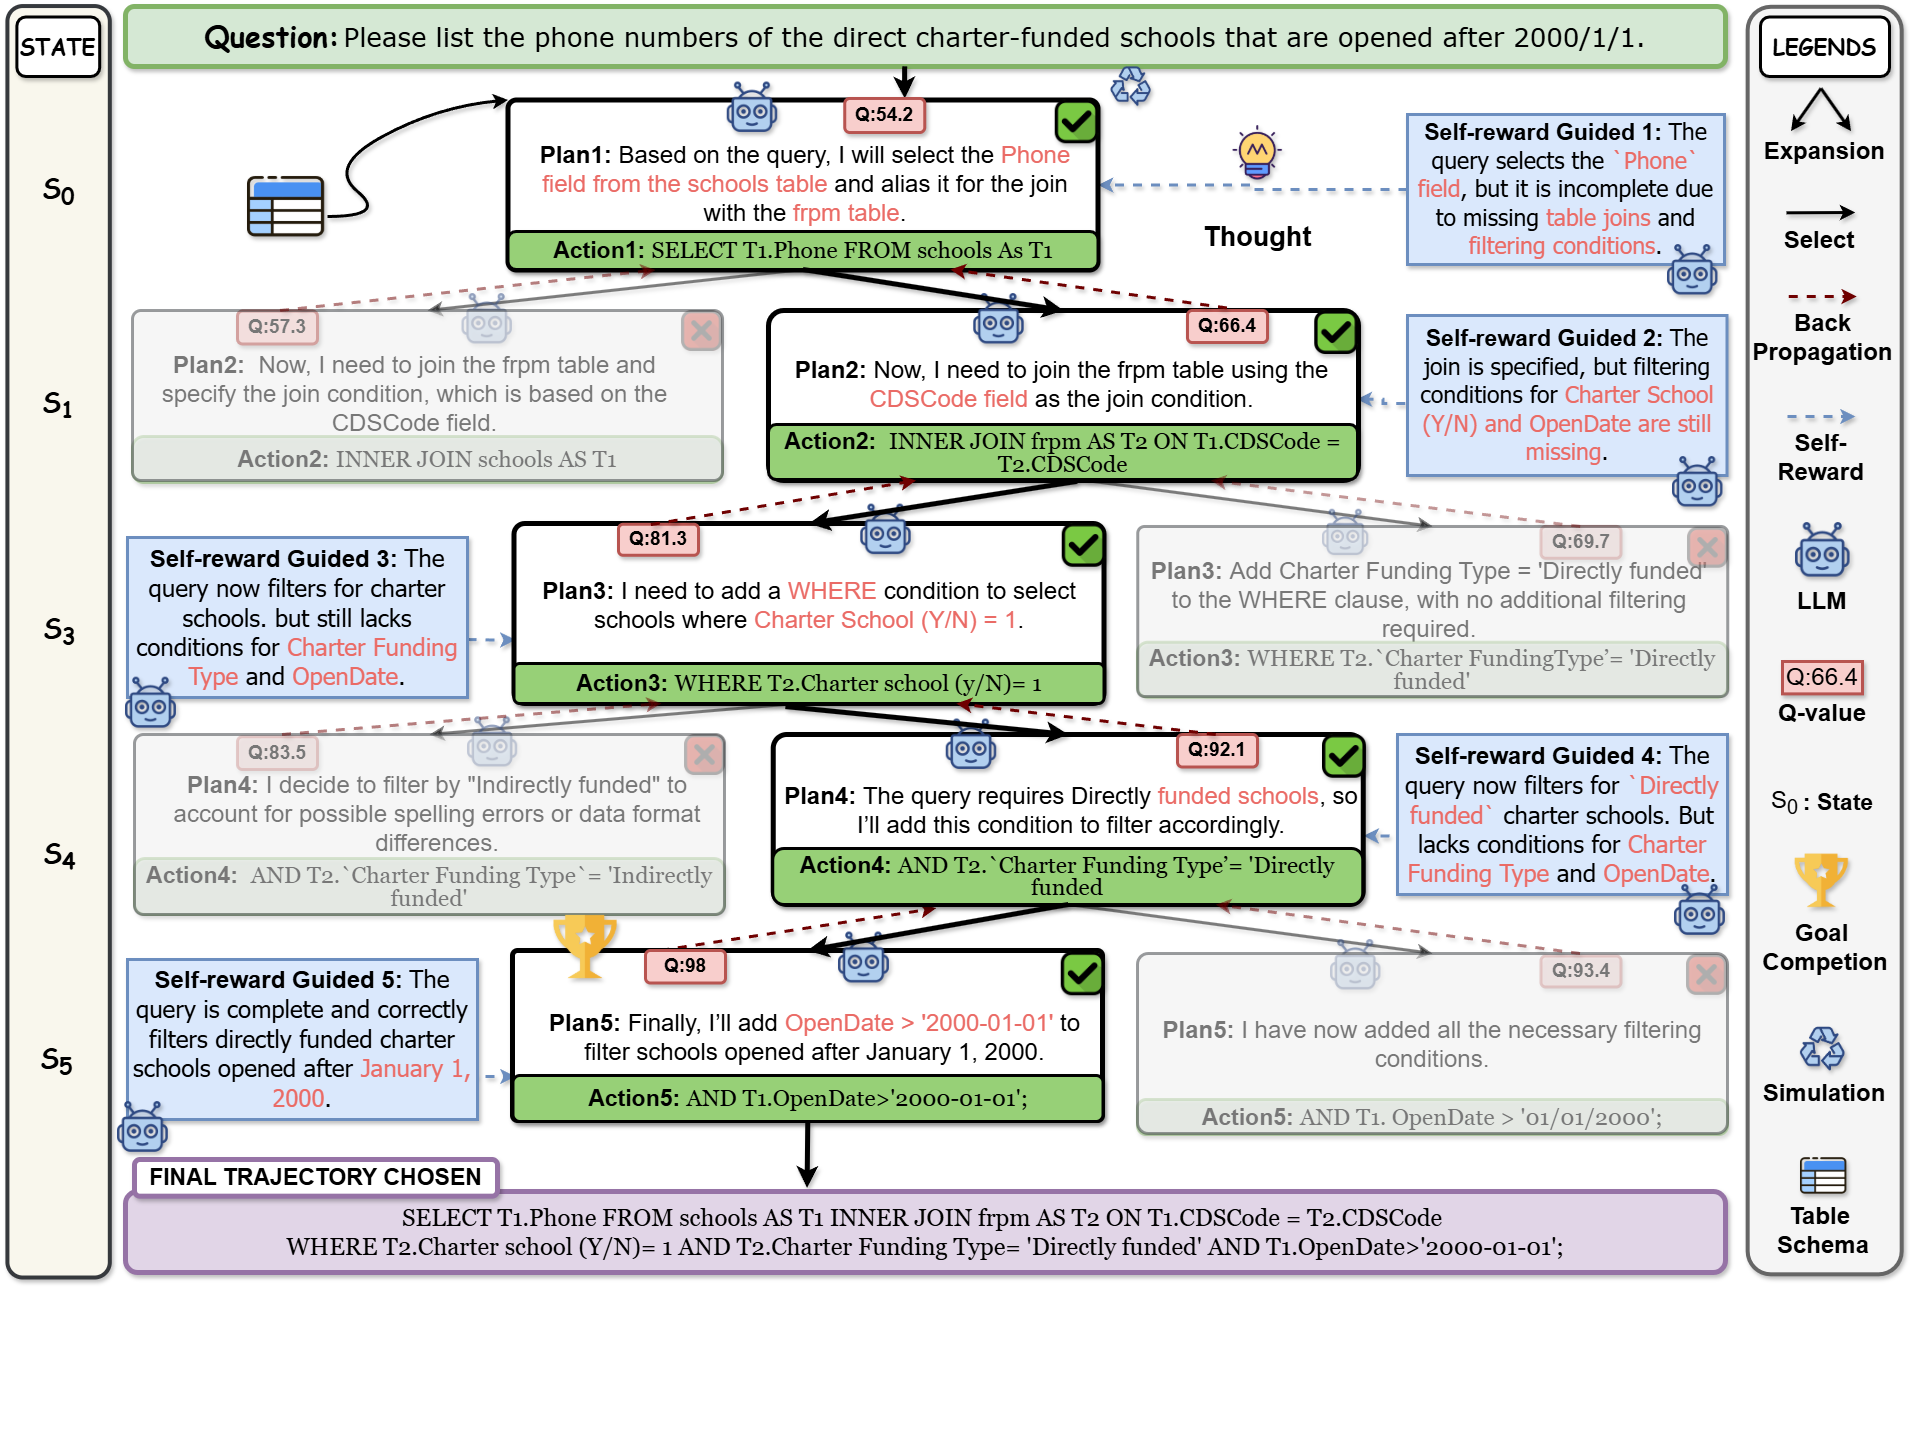 STATE
Question: Please list the phone numbers of the direct charter-funded schools that are opened after 2000/1/1.
LEGENDS
S0
Q:54.2
Plan1: Based on the query, I will select the Phone
field from the schools table and alias it for the join
with the frpm table.
Action1: SELECT T1.Phone FROM schools As T1
Thought
Self-reward Guided 1: The
query selects the `Phone`
field, but it is incomplete due
to missing table joins and
filtering conditions.
S1
Q:57.3
Plan2: Now, I need to join the frpm table and
specify the join condition, which is based on the
CDSCode field.
Action2: INNER JOIN schools AS T1
Q:66.4
Plan2: Now, I need to join the frpm table using the
CDSCode field as the join condition.
Action2: INNER JOIN frpm AS T2 ON T1.CDSCode =
T2.CDSCode
Self-reward Guided 2: The
join is specified, but filtering
conditions for Charter School
(Y/N) and OpenDate are still
missing.
S3
Self-reward Guided 3: The
query now filters for charter
schools. but still lacks
conditions for Charter Funding
Type and OpenDate.
Q:81.3
Plan3: I need to add a WHERE condition to select
schools where Charter School (Y/N) = 1.
Action3: WHERE T2.Charter school (y/N)= 1
Q:69.7
Plan3: Add Charter Funding Type = 'Directly funded'
to the WHERE clause, with no additional filtering
required.
Action3: WHERE T2.`Charter FundingType’= 'Directly
funded'
S4
Q:83.5
Plan4: I decide to filter by "Indirectly funded" to
account for possible spelling errors or data format
differences.
Action4: AND T2.`Charter Funding Type`= 'Indirectly
funded'
Q:92.1
Plan4: The query requires Directly funded schools, so
I’ll add this condition to filter accordingly.
Action4: AND T2.`Charter Funding Type’= 'Directly
funded
Self-reward Guided 4: The
query now filters for `Directly
funded` charter schools. But
lacks conditions for Charter
Funding Type and OpenDate.
S5
Self-reward Guided 5: The
query is complete and correctly
filters directly funded charter
schools opened after January 1,
2000.
Q:98
Plan5: Finally, I’ll add OpenDate > '2000-01-01' to
filter schools opened after January 1, 2000.
Action5: AND T1.OpenDate>'2000-01-01';
Q:93.4
Plan5: I have now added all the necessary filtering
conditions.
Action5: AND T1. OpenDate > '01/01/2000';
FINAL TRAJECTORY CHOSEN
SELECT T1.Phone FROM schools AS T1 INNER JOIN frpm AS T2 ON T1.CDSCode = T2.CDSCode
WHERE T2.Charter school (Y/N)= 1 AND T2.Charter Funding Type= 'Directly funded' AND T1.OpenDate>'2000-01-01';
Expansion
Select
Back
Propagation
Self-
Reward
LLM
Q:66.4
Q-value
S0 : State
Goal
Competion
Simulation
Table
Schema